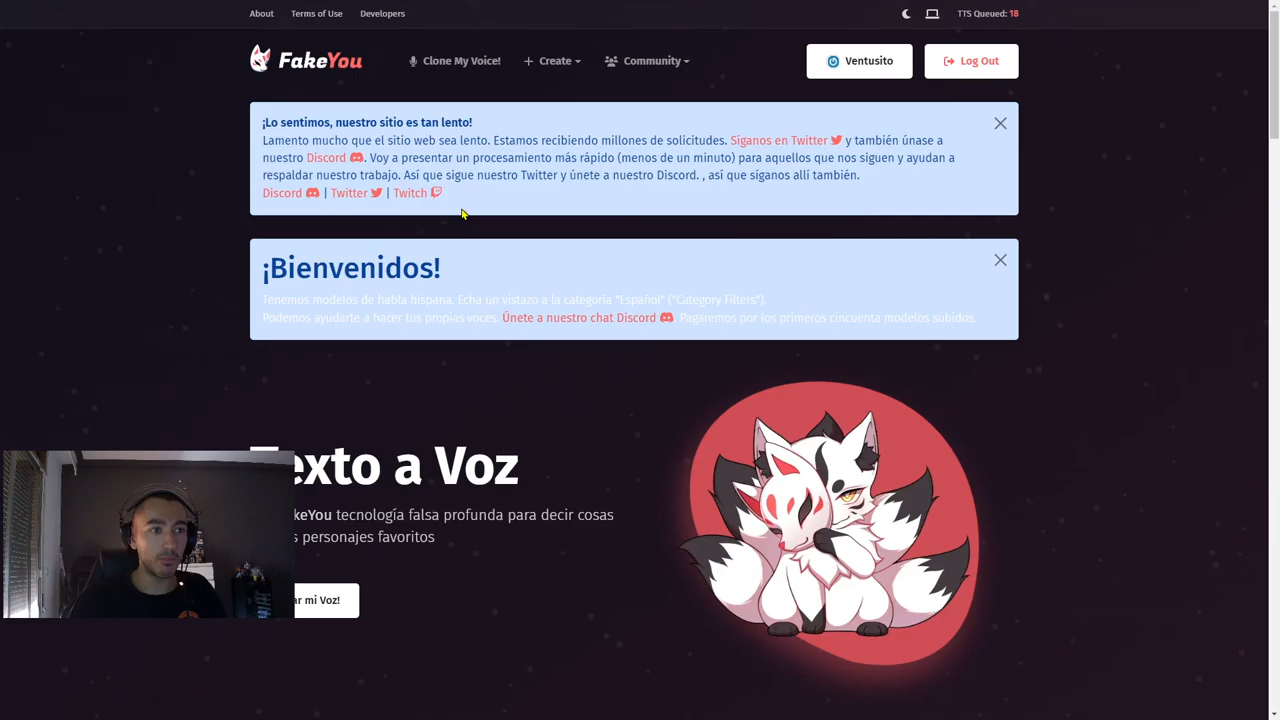 About Terms of Use Developers TTS Queued: 18
FakeYou Clone My Voice! Create Community Ventusito Log Out
¡Lo sentimos, nuestro sitio es tan lento!
Lamento mucho que el sitio web sea lento. Estamos recibiendo millones de solicitudes. Síganos en Twitter y también únase a
nuestro Discord. Voy a presentar un procesamiento más rápido (menos de un minuto) para aquellos que nos siguen y ayudan a
respaldar nuestro trabajo. Así que sigue nuestro Twitter y únete a nuestro Discord. , así que síganos allí también.
Discord | Twitter | Twitch
¡Bienvenidos!
Tenemos modelos de habla hispana. Echa un vistazo a la categoría "Español" ("Category Filters").
Podemos ayudarte a hacer tus propias voces. Únete a nuestro chat Discord. Pagaremos por los primeros cincuenta modelos subidos.
Texto a Voz
keYou tecnología falsa profunda para decir cosas
s personajes favoritos
ar mi Voz!